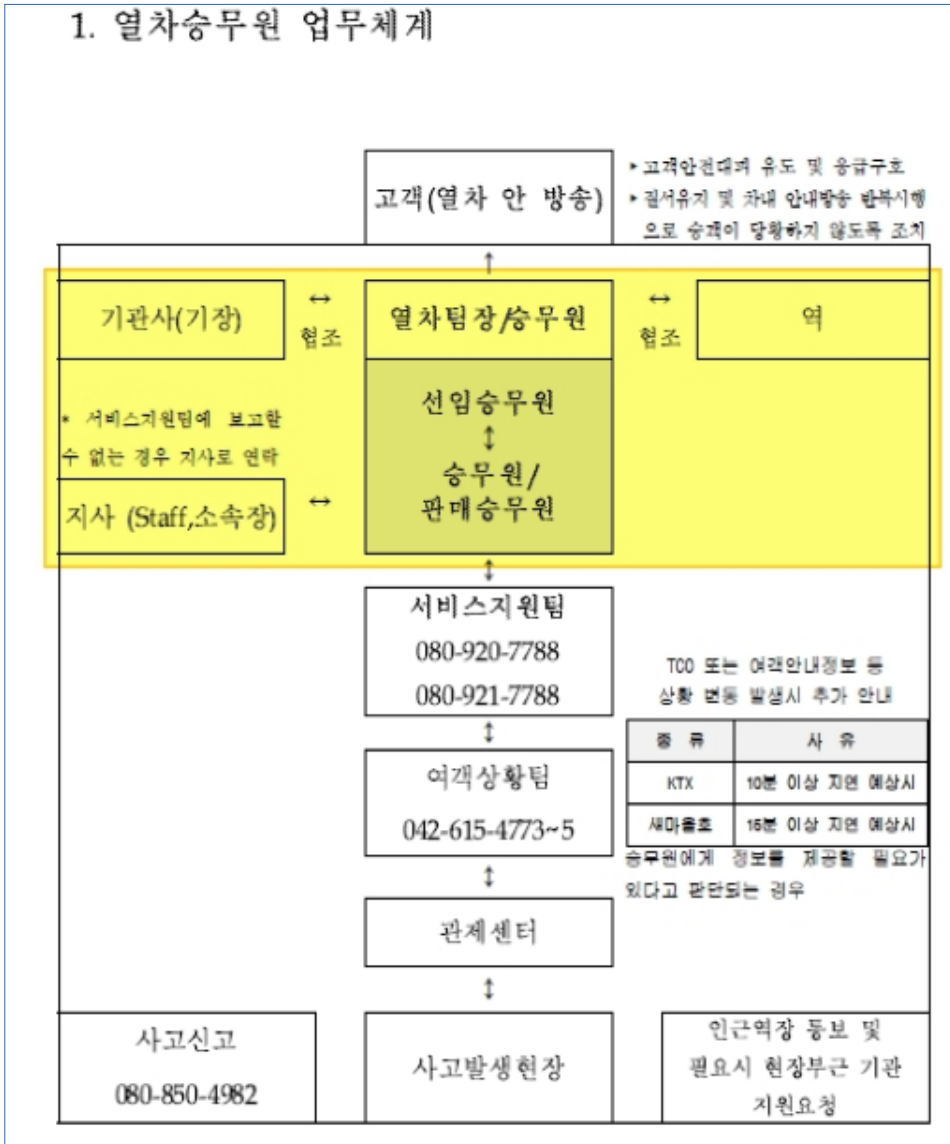 1. 열차승무원 업무체계
고객(열차 안 방송)
▸고객안전대피 유도 및 응급구호
▸질서유지 및 차내 안내방송 반복시행
으로 승객이 당황하지 않도록 조치
↑
기관사(기장)
↔
협조
열차팀장/승무원
↔
협조
역
* 서비스지원팀에 보고할
수 없는 경우 지사로 연락
지사 (Staff,소속장)
↔
선임승무원
↕
승무원/
판매승무원
↕
서비스지원팀
080-920-7788
080-921-7788
↕
여객상황팀
042-615-4773~5
TCO 또는 여객안내정보 등
상황 변동 발생시 추가 안내
종 류 사 유
KTX 10분 이상 지연 예상시
새마을호 15분 이상 지연 예상시
승무원에게 정보를 제공할 필요가
있다고 판단되는 경우
↕
관제센터
↕
사고신고
080-850-4982
사고발생현장
인근역장 통보 및
필요시 현장부근 기관
지원요청